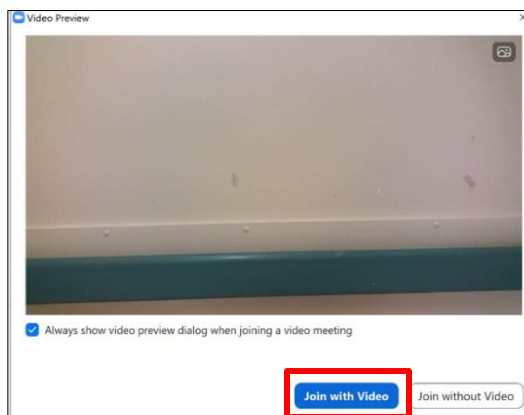 Video Preview
Always show video preview dialog when joining a video meeting
Join with Video
Join without Video